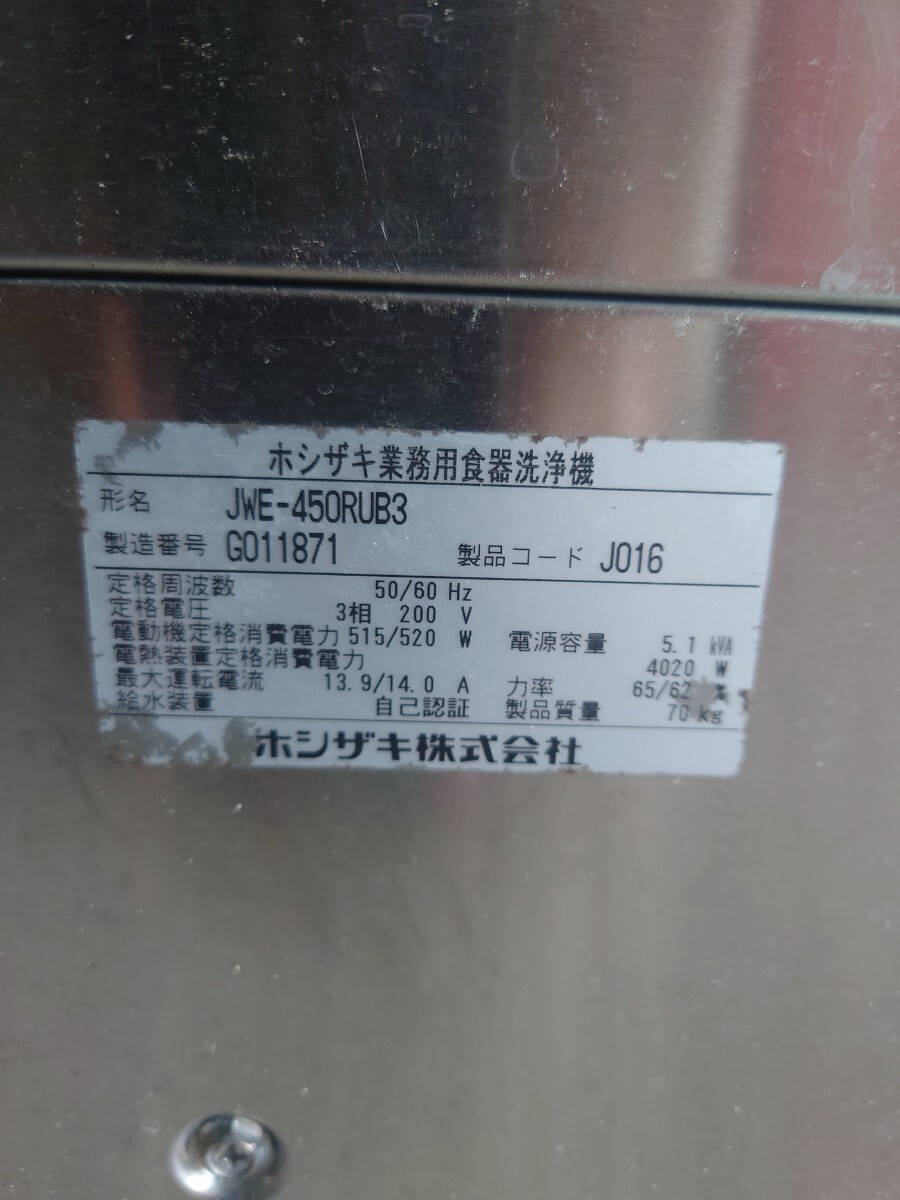 ホシザキ業務用食器洗浄機
形名 JWE-450RUB3
製造番号 G011871 製品コード J016
定格周波数 50/60 Hz
定格電圧 3相 200 V
電動機定格消費電力 515/520 W 電源容量 5.1 kVA
電熱装置定格消費電力 4020 W
最大運転電流 13.9/14.0 A 力率 65/62 %
給水装置 自己認証 製品質量 70 kg
ホシザキ株式会社